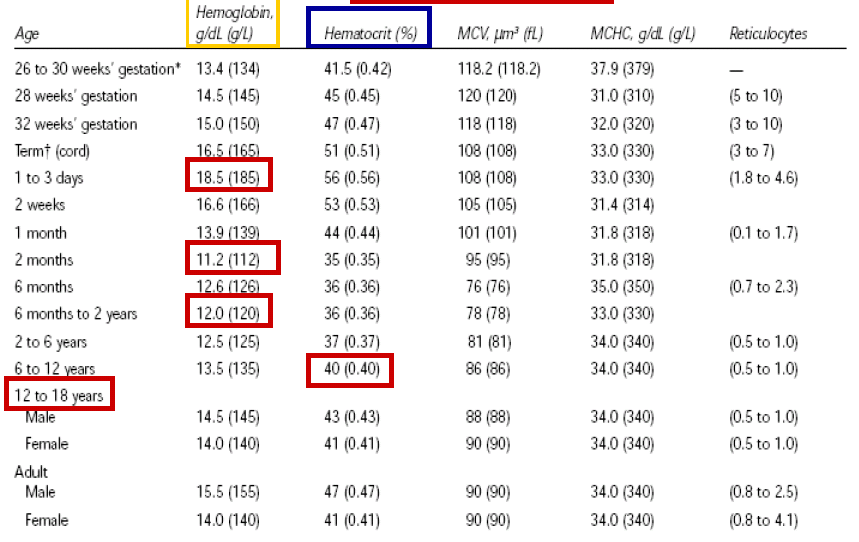 Hemoglobin,
Age g/dL (g/L) Hematocrit (%) MCV, μm³ (fL) MCHC, g/dL (g/L) Reticulocytes
26 to 30 weeks' gestation* 13.4 (134) 41.5 (0.42) 118.2 (118.2) 37.9 (379) —
28 weeks' gestation 14.5 (145) 45 (0.45) 120 (120) 31.0 (310) (5 to 10)
32 weeks' gestation 15.0 (150) 47 (0.47) 118 (118) 32.0 (320) (3 to 10)
Term† (cord) 16.5 (165) 51 (0.51) 108 (108) 33.0 (330) (3 to 7)
1 to 3 days 18.5 (185) 56 (0.56) 108 (108) 33.0 (330) (1.8 to 4.6)
2 weeks 16.6 (166) 53 (0.53) 105 (105) 31.4 (314)
1 month 13.9 (139) 44 (0.44) 101 (101) 31.8 (318) (0.1 to 1.7)
2 months 11.2 (112) 35 (0.35) 95 (95) 31.8 (318)
6 months 12.6 (126) 36 (0.36) 76 (76) 35.0 (350) (0.7 to 2.3)
6 months to 2 years 12.0 (120) 36 (0.36) 78 (78) 33.0 (330)
2 to 6 years 12.5 (125) 37 (0.37) 81 (81) 34.0 (340) (0.5 to 1.0)
6 to 12 years 13.5 (135) 40 (0.40) 86 (86) 34.0 (340) (0.5 to 1.0)
12 to 18 years
Male 14.5 (145) 43 (0.43) 88 (88) 34.0 (340) (0.5 to 1.0)
Female 14.0 (140) 41 (0.41) 90 (90) 34.0 (340) (0.5 to 1.0)
Adult
Male 15.5 (155) 47 (0.47) 90 (90) 34.0 (340) (0.8 to 2.5)
Female 14.0 (140) 41 (0.41) 90 (90) 34.0 (340) (0.8 to 4.1)